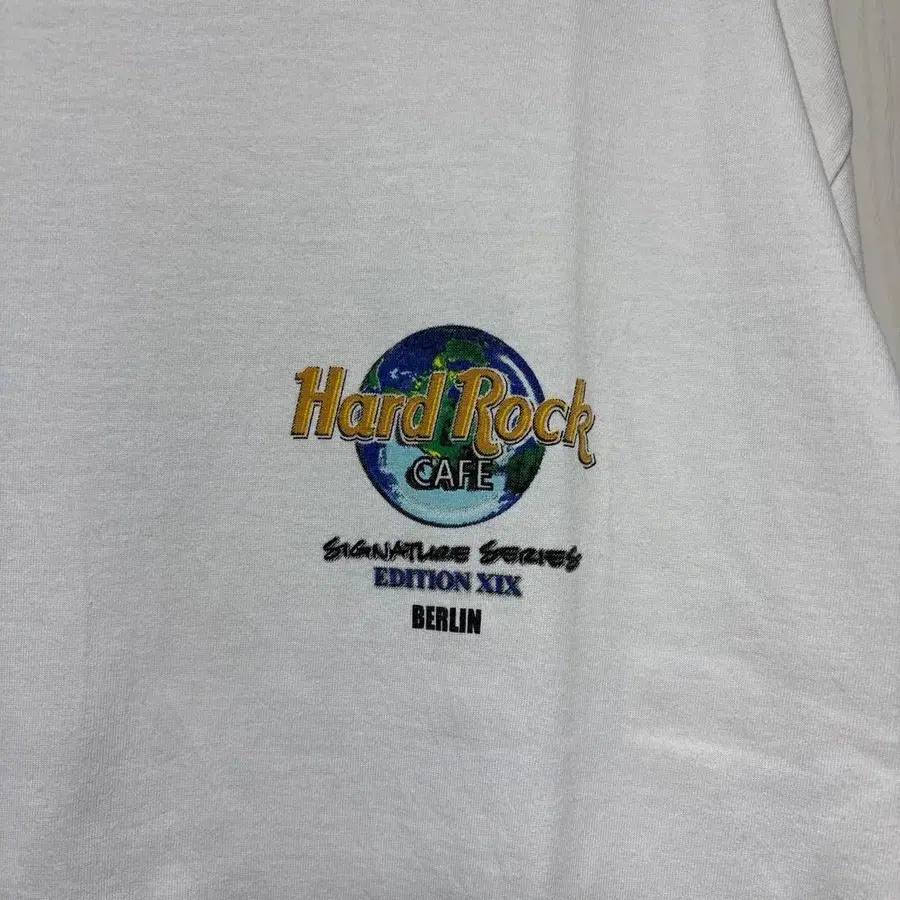 Hard Rock
CAFE
SIGNATURE SERIES
EDITION XIX
BERLIN